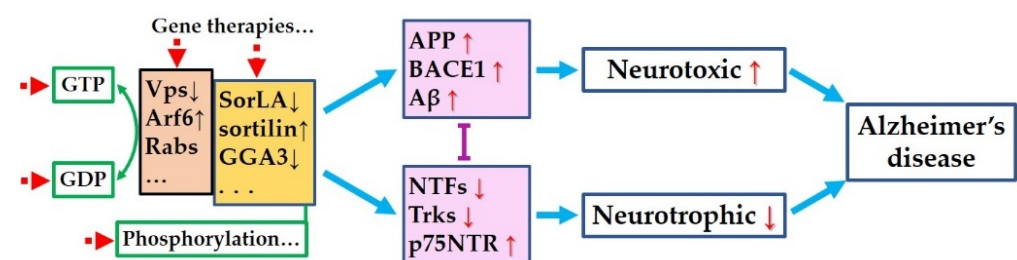 Gene therapies...
GTP
GDP
Vps↓
Arf6↑
Rabs
...
SorLA↓
sortilin↑
GGA3↓
. . .
Phosphorylation...
APP ↑
BACE1 ↑
Aβ ↑
NTFs ↓
Trks ↓
p75NTR ↑
Neurotoxic ↑
Neurotrophic ↓
Alzheimer's
disease